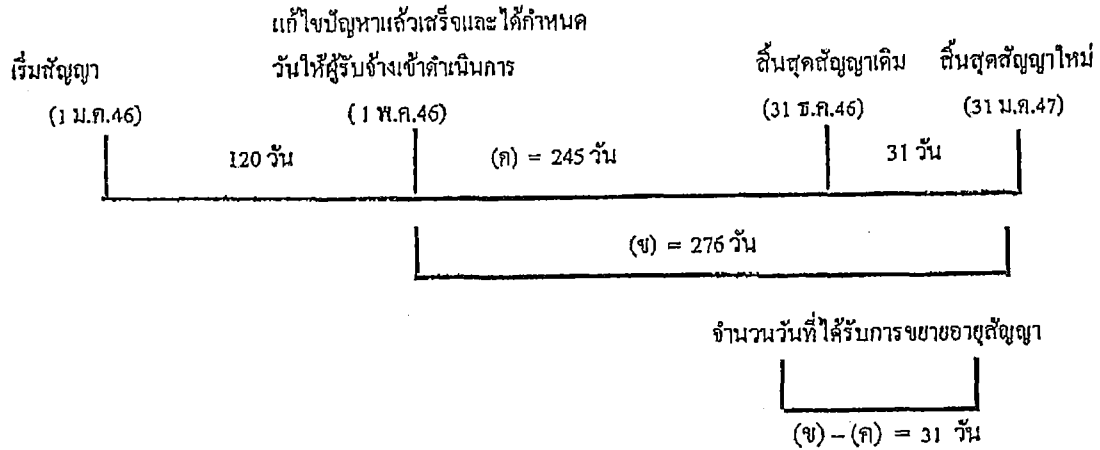 แก้ไขปัญหาแล้วเสร็จและได้กำหนด
เริ่มสัญญา วันให้ผู้รับจ้างเข้าดำเนินการ สิ้นสุดสัญญาเดิม สิ้นสุดสัญญาใหม่
(1 ม.ค.46) (1 พ.ค.46) (31 ธ.ค.46) (31 ม.ค.47)
120 วัน (ค) = 245 วัน 31 วัน
(ข) = 276 วัน
จำนวนวันที่ได้รับการขยายอายุสัญญา
(ข) – (ค) = 31 วัน